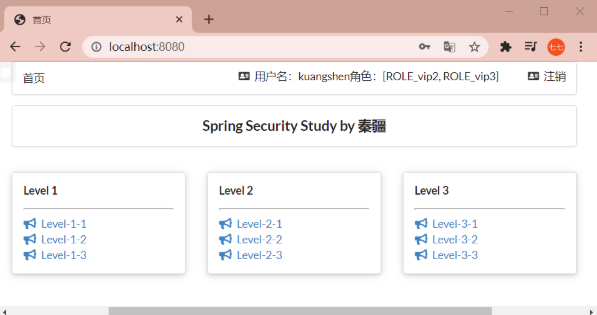 首页
localhost:8080
七七
首页 用户名：kuangshen角色：[ROLE_vip2, ROLE_vip3] 注销
Spring Security Study by 秦疆
Level 1
Level-1-1
Level-1-2
Level-1-3
Level 2
Level-2-1
Level-2-2
Level-2-3
Level 3
Level-3-1
Level-3-2
Level-3-3